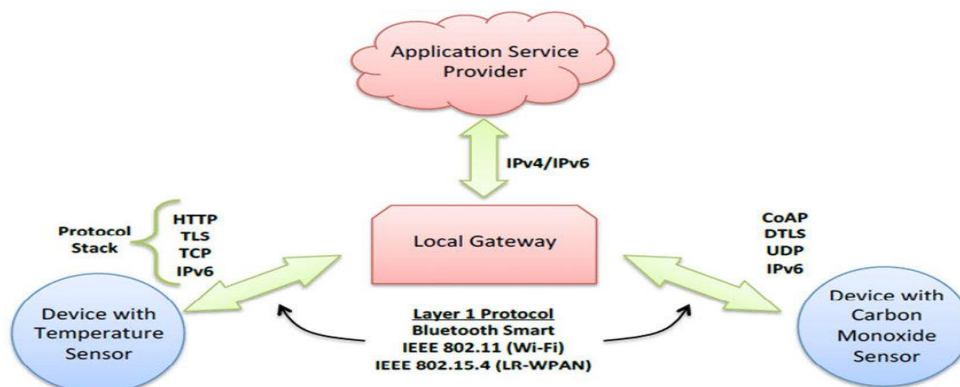 Application Service
Provider
IPv4/IPv6
Protocol
Stack
HTTP
TLS
TCP
IPv6
Local Gateway
CoAP
DTLS
UDP
IPv6
Device with
Temperature
Sensor
Layer 1 Protocol
Bluetooth Smart
IEEE 802.11 (Wi-Fi)
IEEE 802.15.4 (LR-WPAN)
Device with
Carbon
Monoxide
Sensor